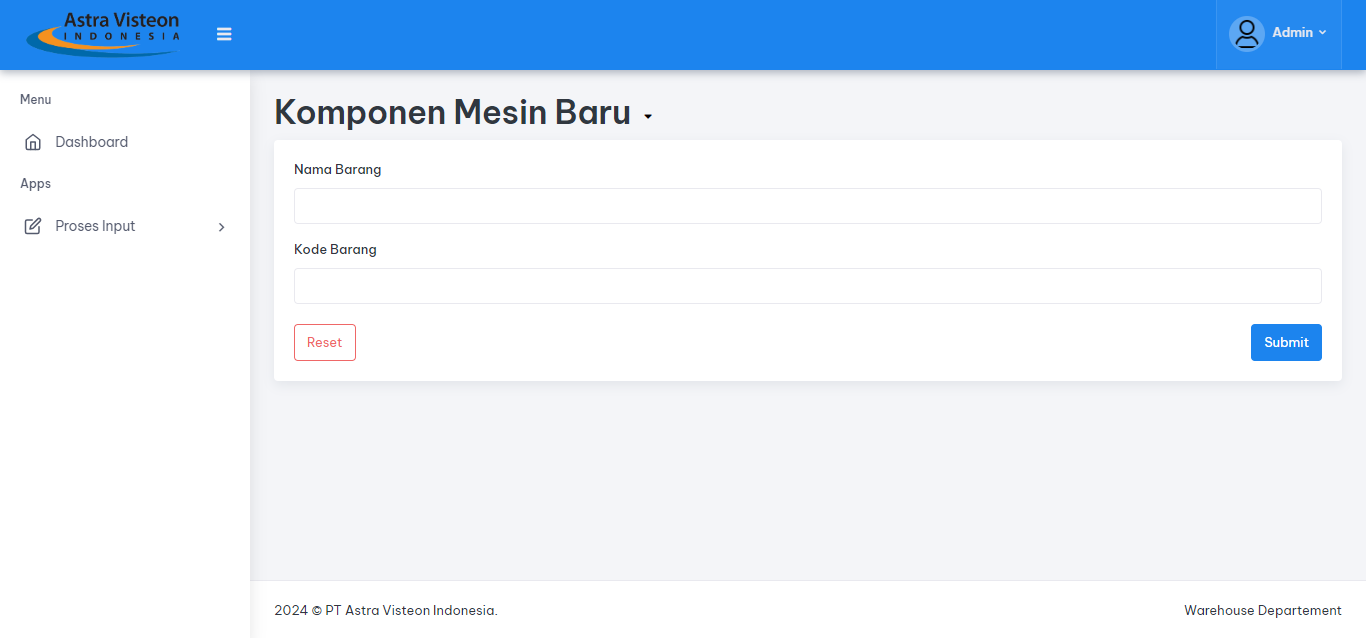 Astra Visteon
INDONESIA
Admin
Menu
Dashboard
Apps
Proses Input
Komponen Mesin Baru
Nama Barang
Kode Barang
Reset
Submit
2024 © PT Astra Visteon Indonesia.
Warehouse Departement